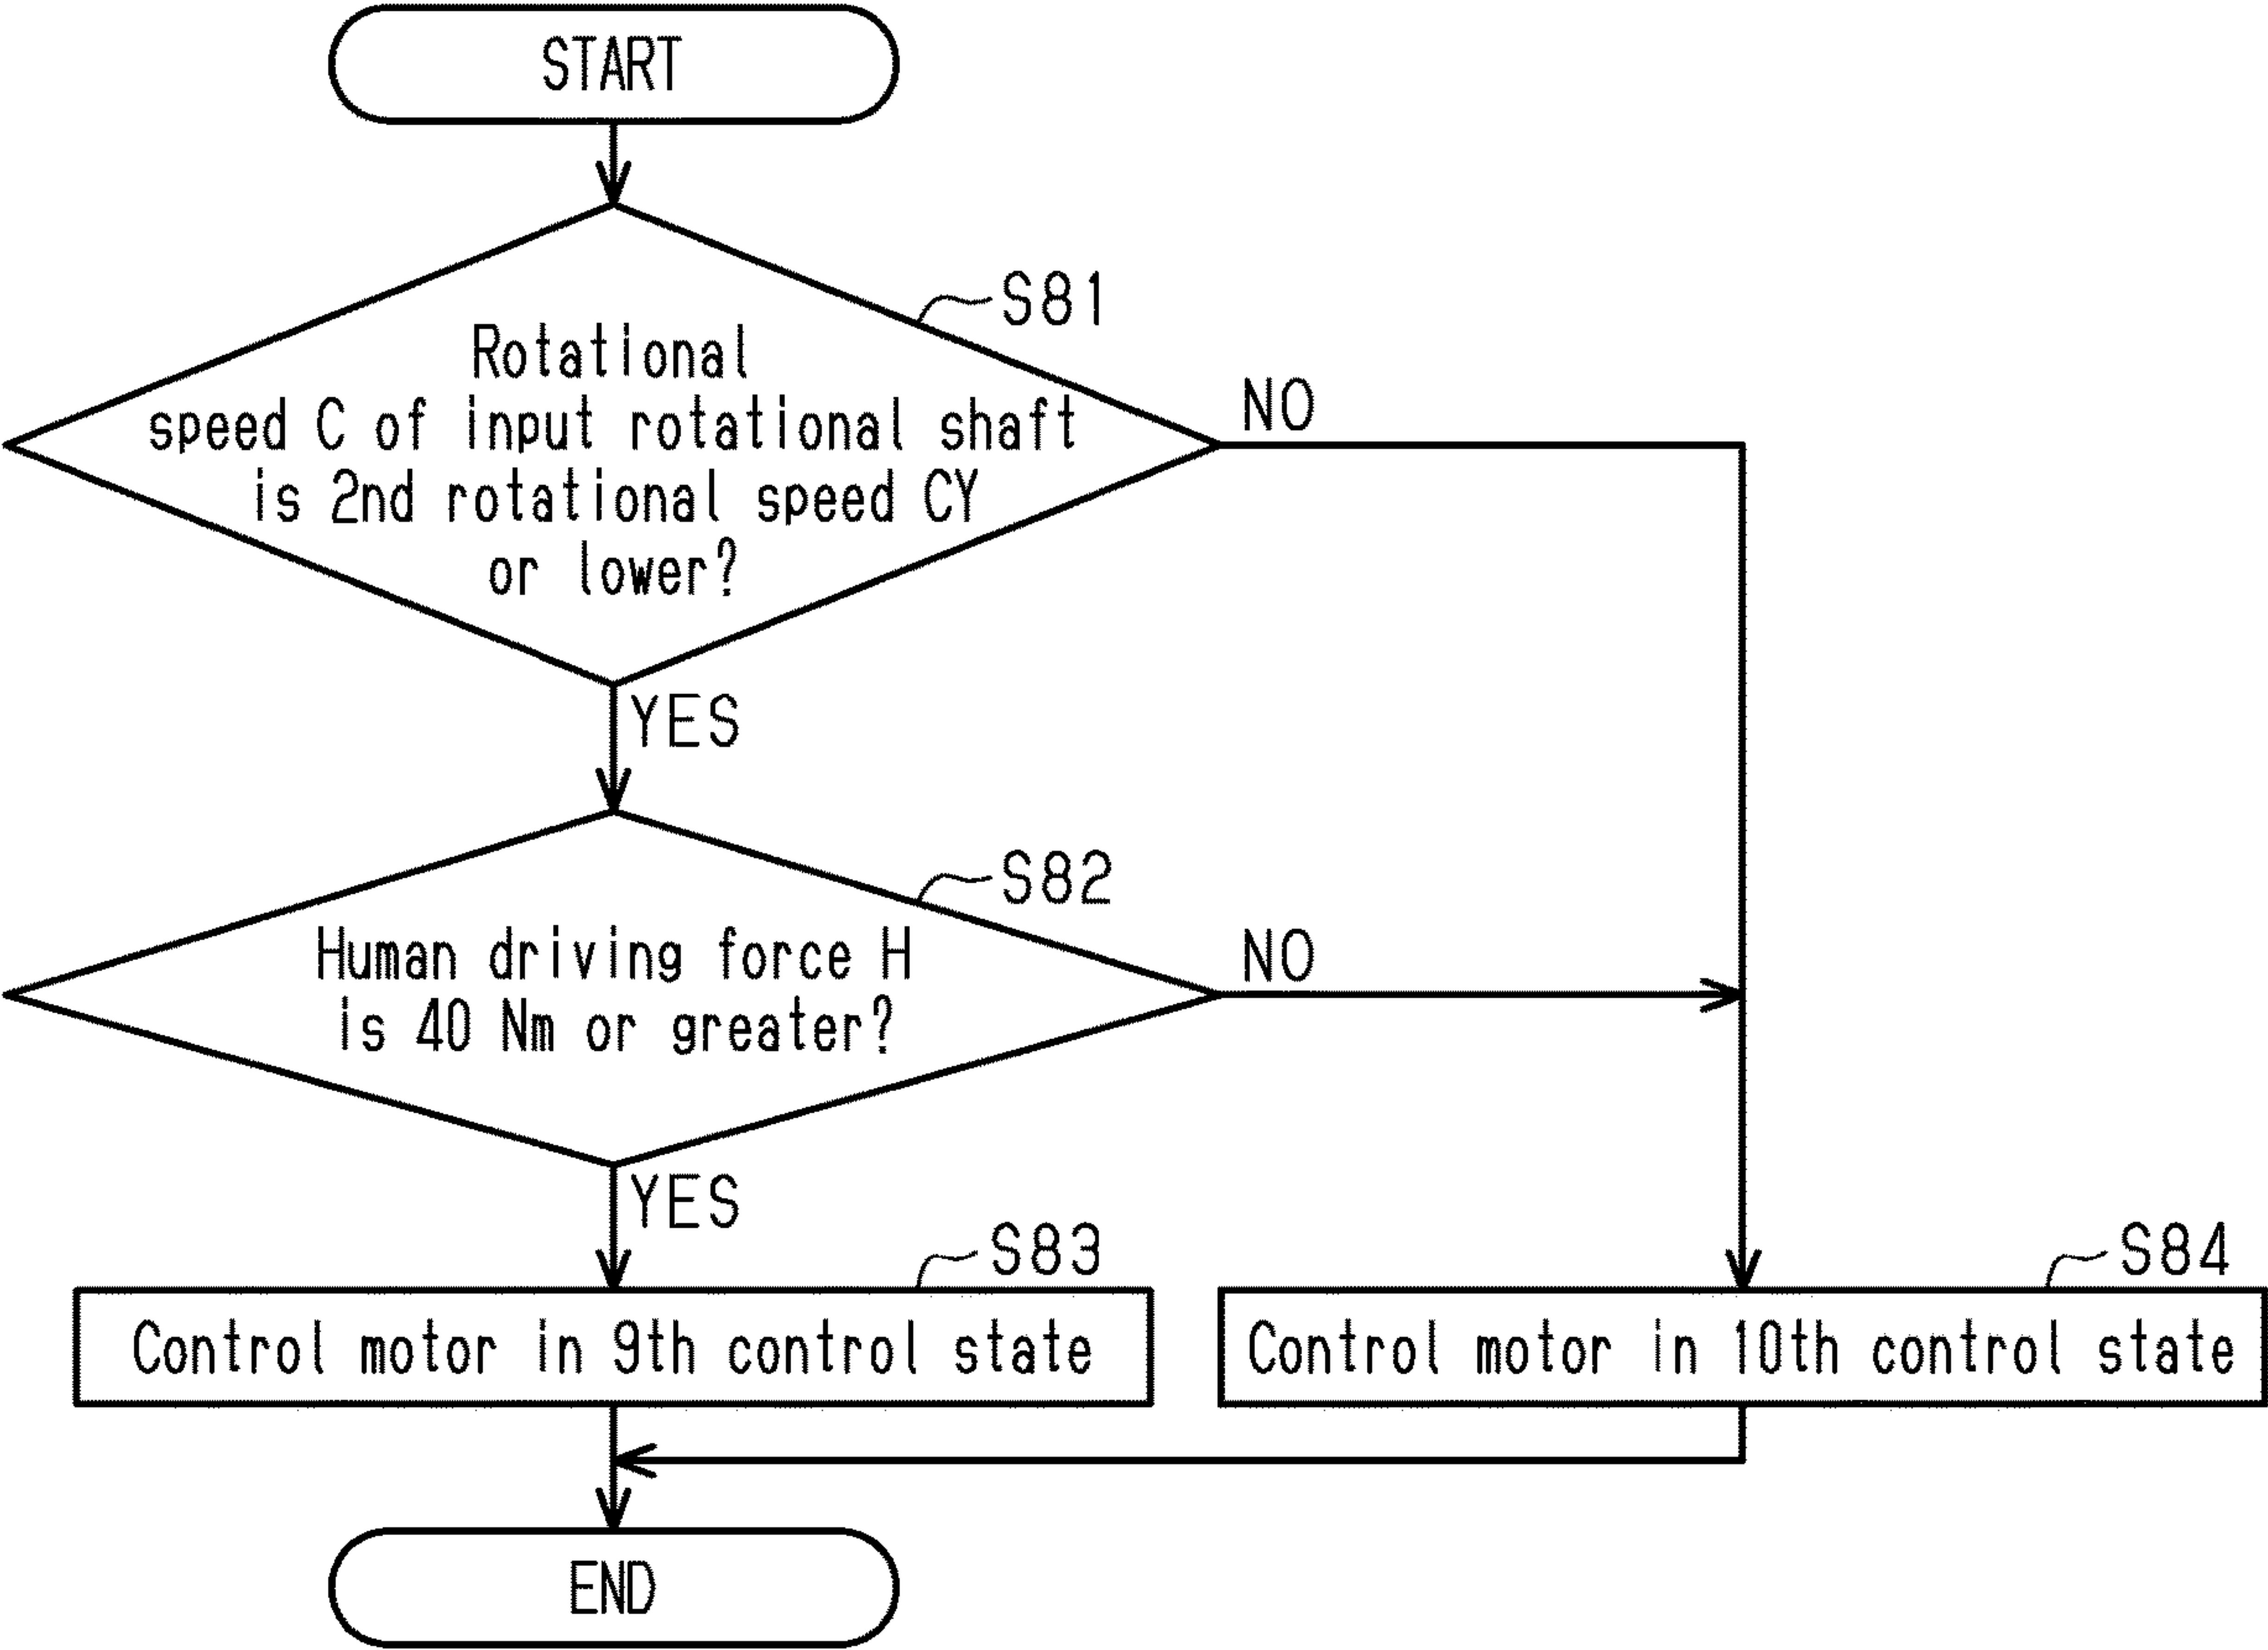 START
S81
Rotational
speed C of input rotational shaft
is 2nd rotational speed CY
or lower?
NO
YES
S82
Human driving force H
is 40 Nm or greater?
NO
YES
S83
Control motor in 9th control state
S84
Control motor in 10th control state
END